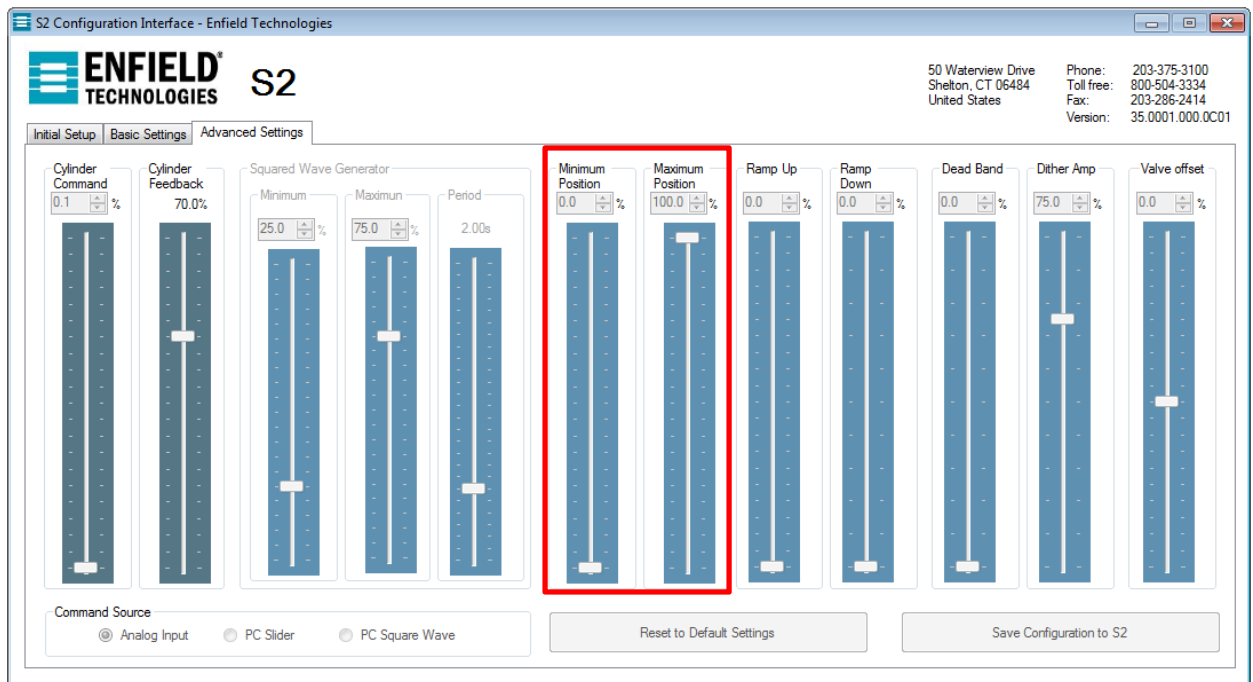 S2 Configuration Interface - Enfield Technologies
ENFIELD®
TECHNOLOGIES
S2
50 Waterview Drive
Shelton, CT 06484
United States
Phone: 203-375-3100
Toll free: 800-504-3334
Fax: 203-286-2414
Version: 35.0001.000.0C01
Initial Setup
Basic Settings
Advanced Settings
Cylinder
Command
0.1 %
Cylinder
Feedback
70.0%
Squared Wave Generator
Minimum
25.0 %
Maximun
75.0 %
Period
2.00s
Minimum
Position
0.0 %
Maximum
Position
100.0 %
Ramp Up
0.0 %
Ramp
Down
0.0 %
Dead Band
0.0 %
Dither Amp
75.0 %
Valve offset
0.0 %
Command Source
Analog Input
PC Slider
PC Square Wave
Reset to Default Settings
Save Configuration to S2